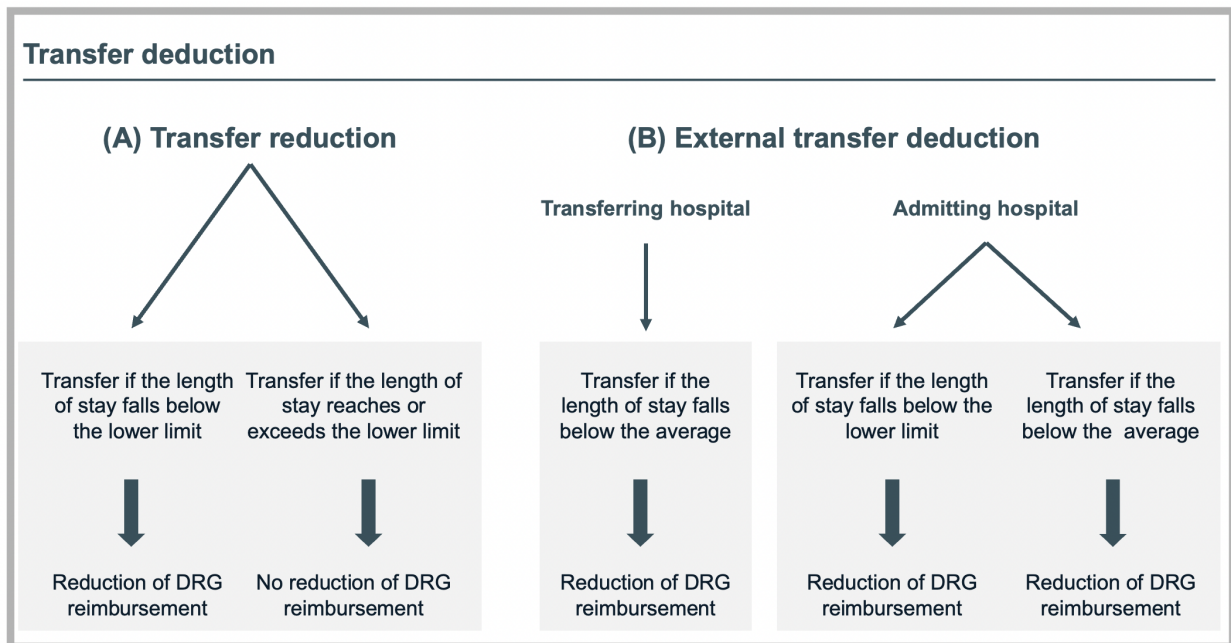 Transfer deduction
(A) Transfer reduction
(B) External transfer deduction
Transferring hospital
Admitting hospital
Transfer if the length
of stay falls below
the lower limit
Transfer if the length of
stay reaches or
exceeds the lower limit
Transfer if the
length of stay falls
below the average
Transfer if the length
of stay falls below the
lower limit
Transfer if the
length of stay falls
below the  average
Reduction of DRG
reimbursement
No reduction of DRG
reimbursement
Reduction of DRG
reimbursement
Reduction of DRG
reimbursement
Reduction of DRG
reimbursement